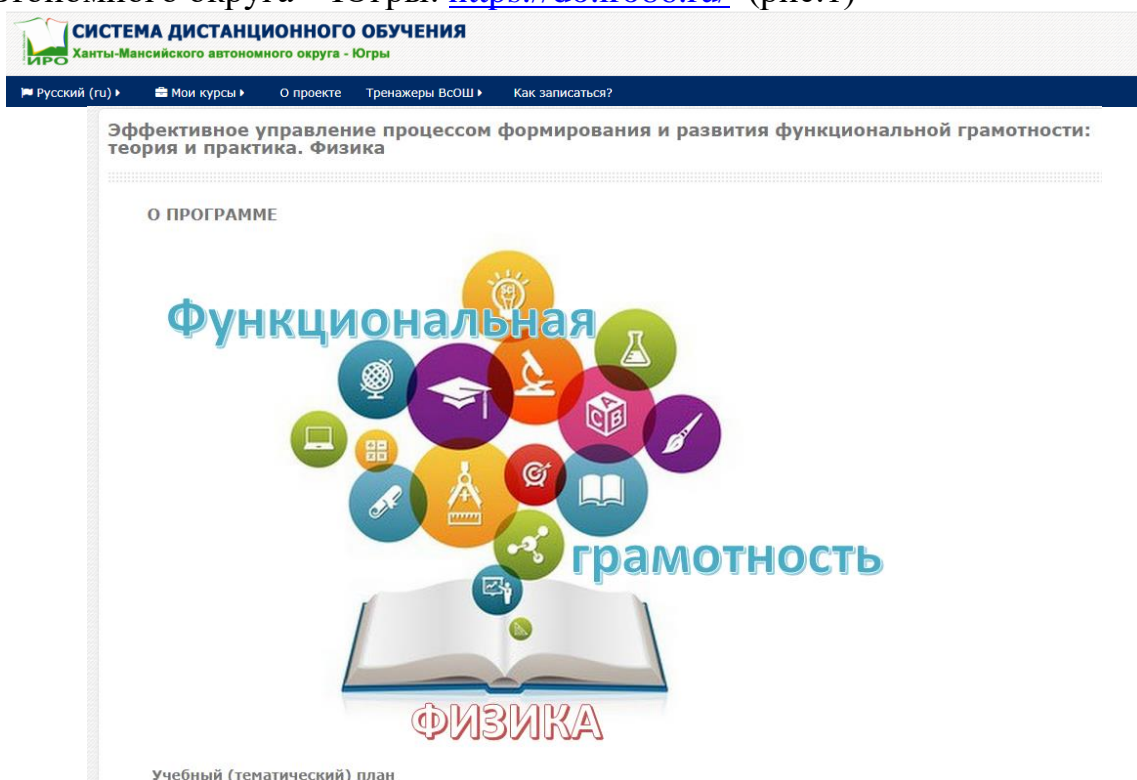 автономного округа - Югры: https://do.iro86.ru/ (рис.1)
СИСТЕМА ДИСТАНЦИОННОГО ОБУЧЕНИЯ
Ханты-Мансийского автономного округа - Югры
ИРО
Русский (ru) Мои курсы О проекте Тренажеры ВсОШ Как записаться?
Эффективное управление процессом формирования и развития функциональной грамотности:
теория и практика. Физика
О ПРОГРАММЕ
Функциональная
грамотность
ФИЗИКА
Учебный (тематический) план